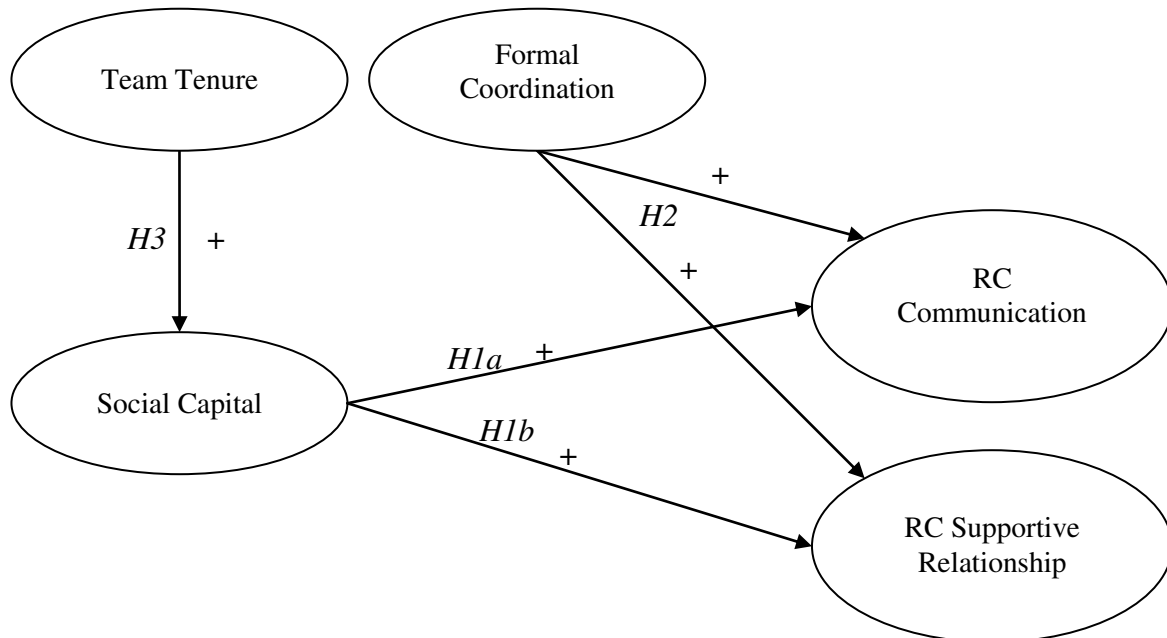 Team Tenure
Formal
Coordination
+
H2
H3
+
+
RC
Communication
H1a
+
Social Capital
H1b
+
RC Supportive
Relationship